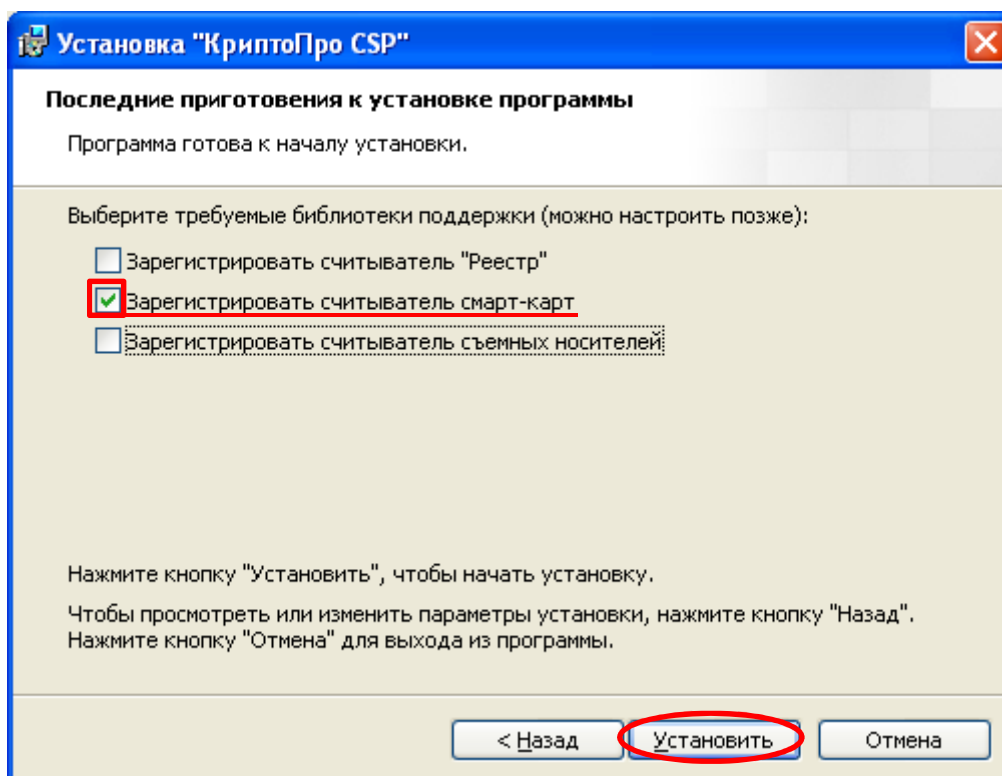 Установка "КриптоПро CSP"
Последние приготовения к установке программы
Программа готова к началу установки.
Выберите требуемые библиотеки поддержки (можно настроить позже):
Зарегистрировать считыватель "Реестр"
Зарегистрировать считыватель смарт-карт
Зарегистрировать считыватель съемных носителей
Нажмите кнопку "Установить", чтобы начать установку.
Чтобы просмотреть или изменить параметры установки, нажмите кнопку "Назад".
Нажмите кнопку "Отмена" для выхода из программы.
< Назад Установить Отмена